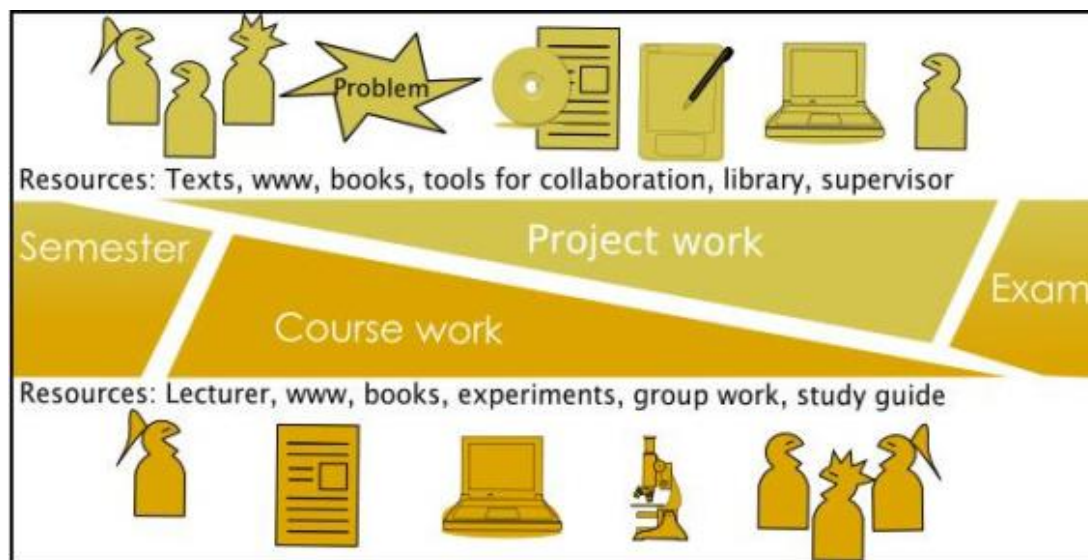 Problem
Resources: Texts, www, books, tools for collaboration, library, supervisor
Semester
Project work
Exam
Course work
Resources: Lecturer, www, books, experiments, group work, study guide